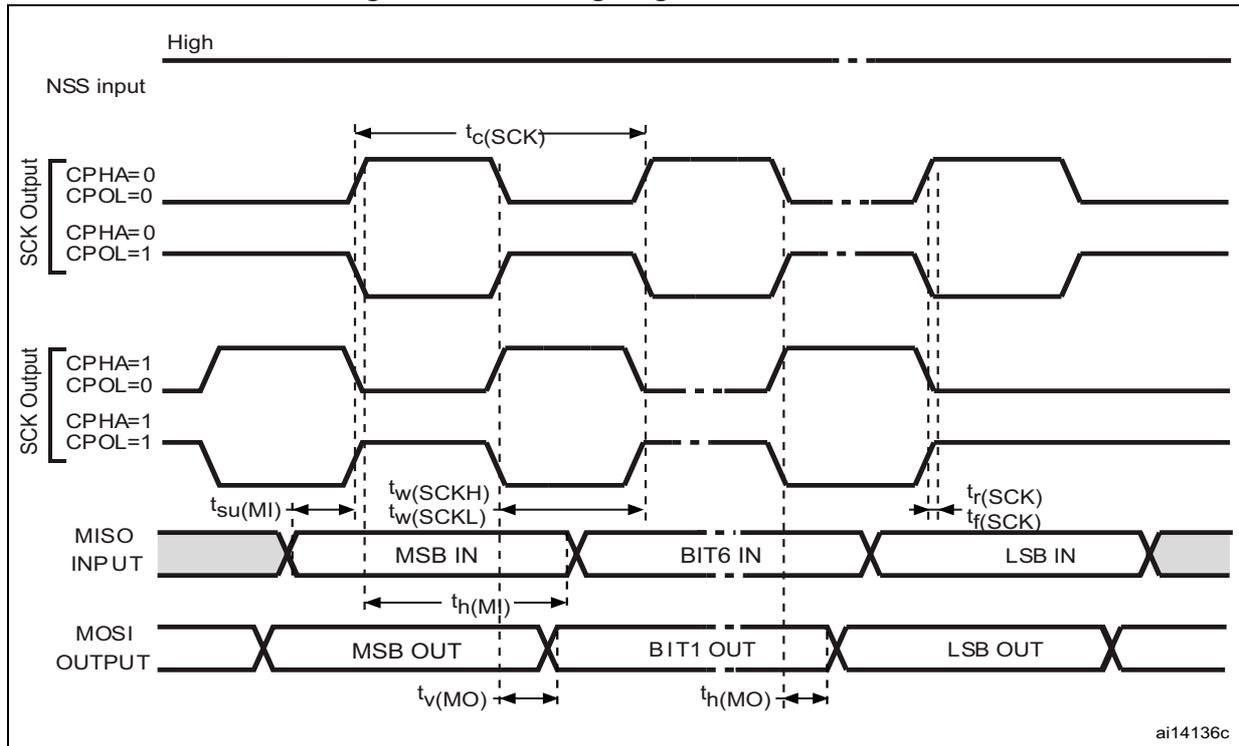 High
NSS input
tc(SCK)
SCK Output
CPHA=0
CPOL=0
CPHA=0
CPOL=1
SCK Output
CPHA=1
CPOL=0
CPHA=1
CPOL=1
tsu(MI)
tw(SCKH)
tw(SCKL)
tr(SCK)
tf(SCK)
MISO
INPUT
MSB IN
BIT6 IN
LSB IN
th(MI)
MOSI
OUTPUT
MSB OUT
BIT1 OUT
LSB OUT
tv(MO)
th(MO)
ai14136c